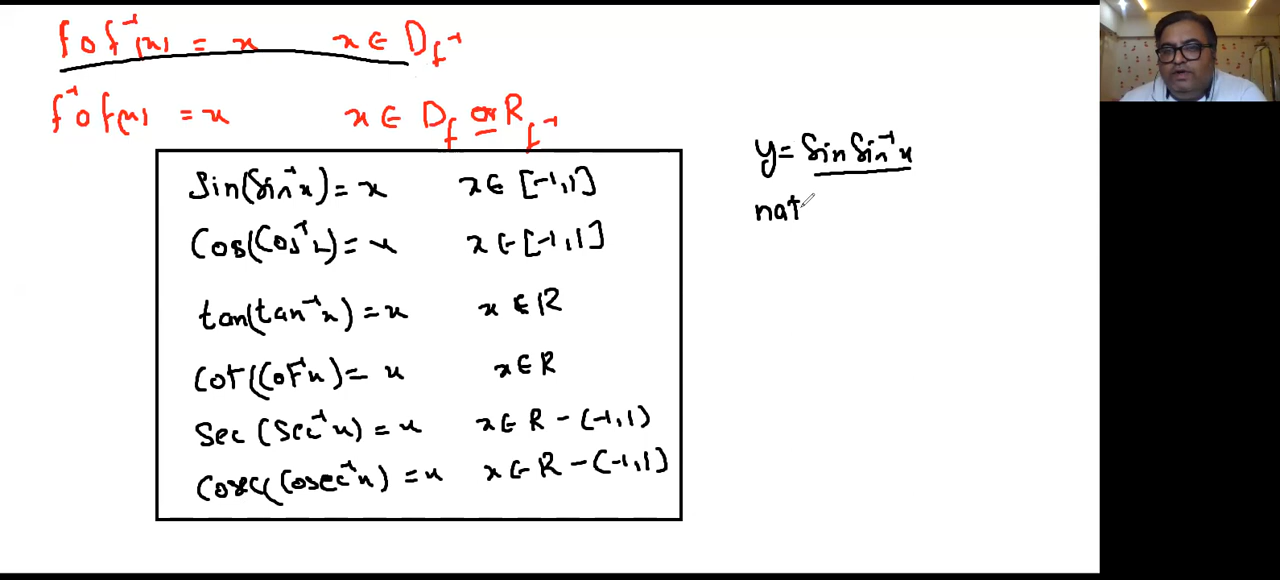 fof⁻¹(x) = x x ∈ D_f⁻¹
f⁻¹of(x) = x x ∈ D_f or R_f⁻¹
Sin(Sin⁻¹x) = x x ∈ [-1,1]
Cos(Cos⁻¹x) = x x ∈ [-1,1]
tan(tan⁻¹x) = x x ∈ R
Cot(Cot⁻¹x) = x x ∈ R
Sec(Sec⁻¹x) = x x ∈ R - (-1,1)
Cosec(Cosec⁻¹x) = x x ∈ R - (-1,1)
y = Sin Sin⁻¹x
nat